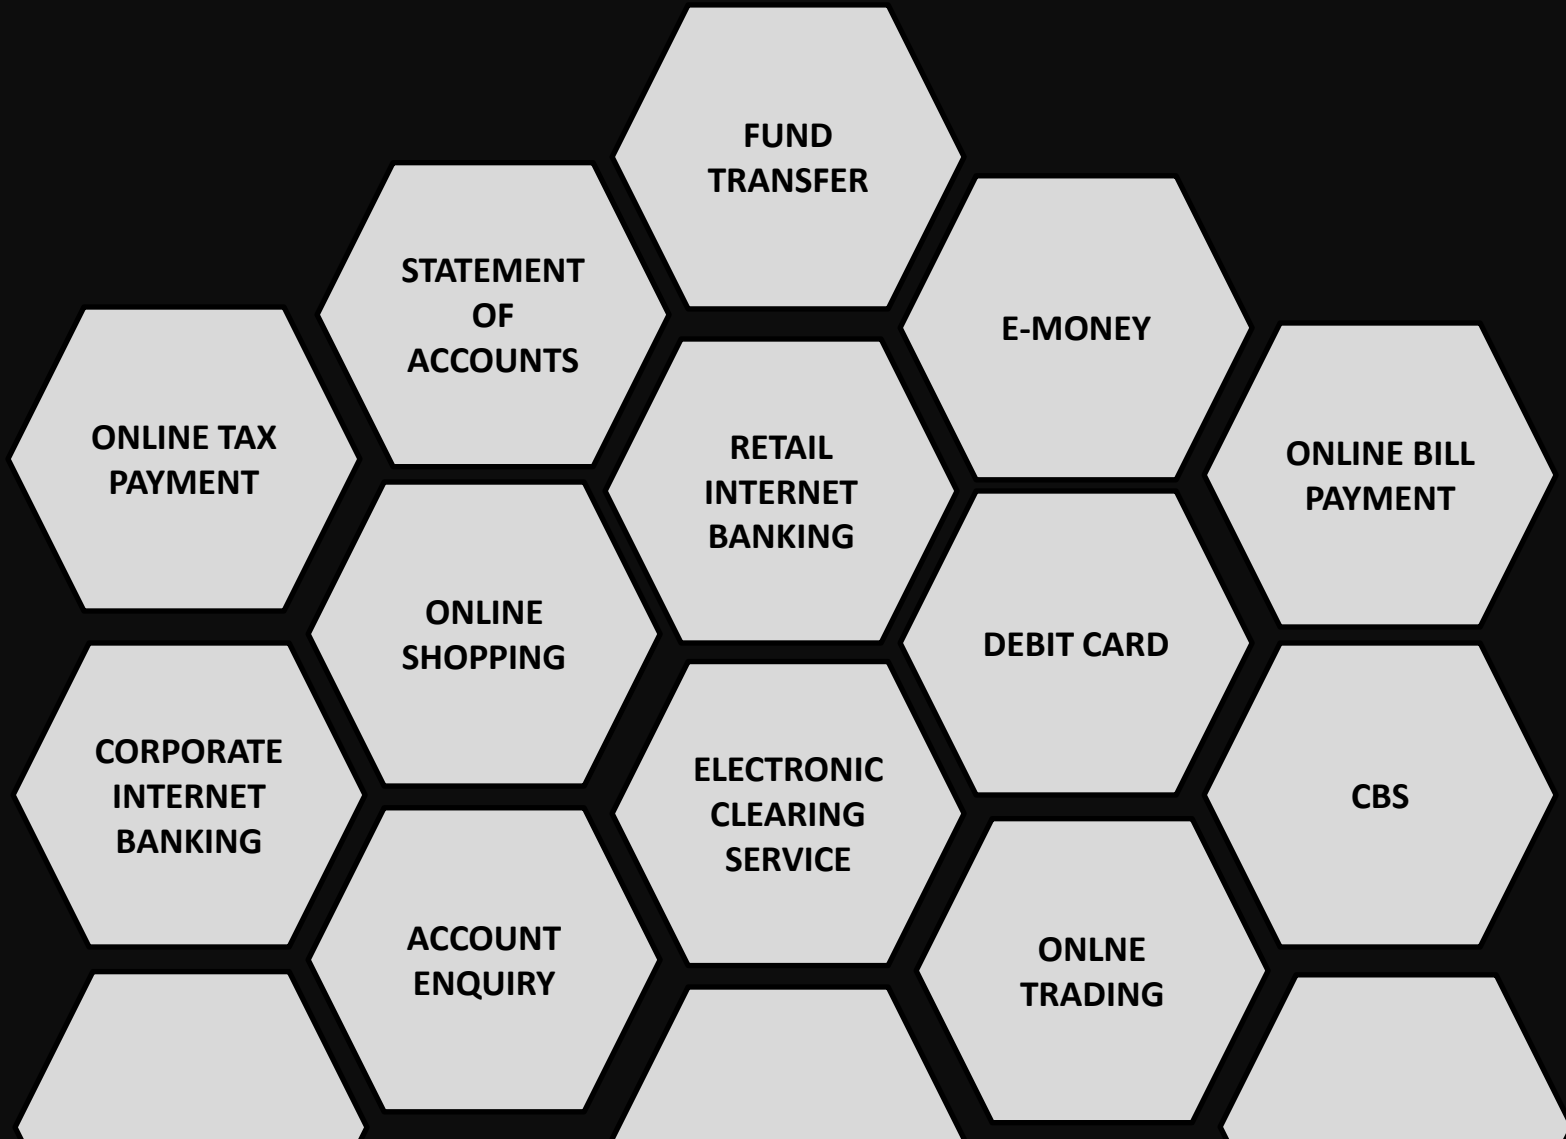 FUND
TRANSFER
STATEMENT
OF
ACCOUNTS
E-MONEY
ONLINE TAX
PAYMENT
RETAIL
INTERNET
BANKING
ONLINE BILL
PAYMENT
ONLINE
SHOPPING
DEBIT CARD
CORPORATE
INTERNET
BANKING
ELECTRONIC
CLEARING
SERVICE
CBS
ACCOUNT
ENQUIRY
ONLNE
TRADING